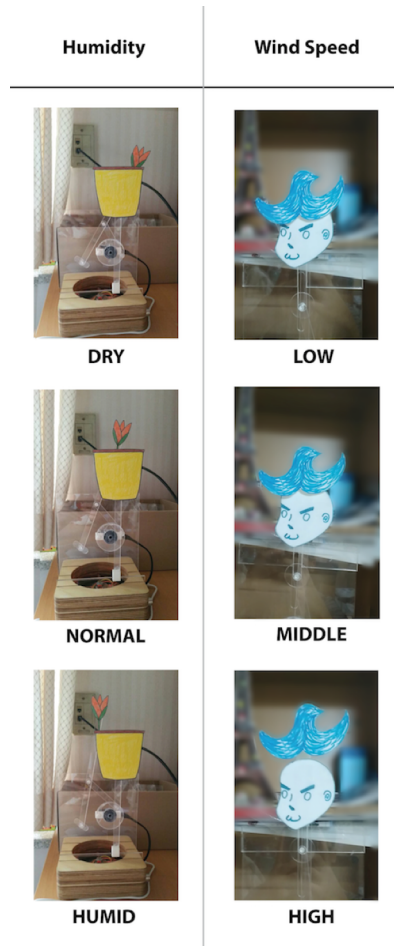 Humidity
Wind Speed
DRY
LOW
NORMAL
MIDDLE
HUMID
HIGH